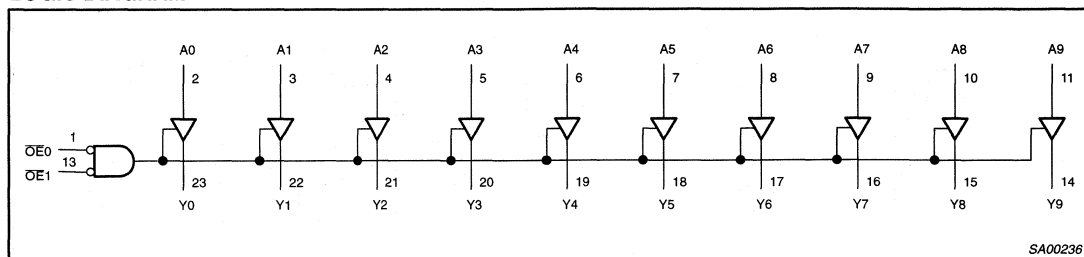 A0 A1 A2 A3 A4 A5 A6 A7 A8 A9
2 3 4 5 6 7 8 9 10 11
1
OE0
13
OE1
23 22 21 20 19 18 17 16 15 14
Y0 Y1 Y2 Y3 Y4 Y5 Y6 Y7 Y8 Y9
SA00236